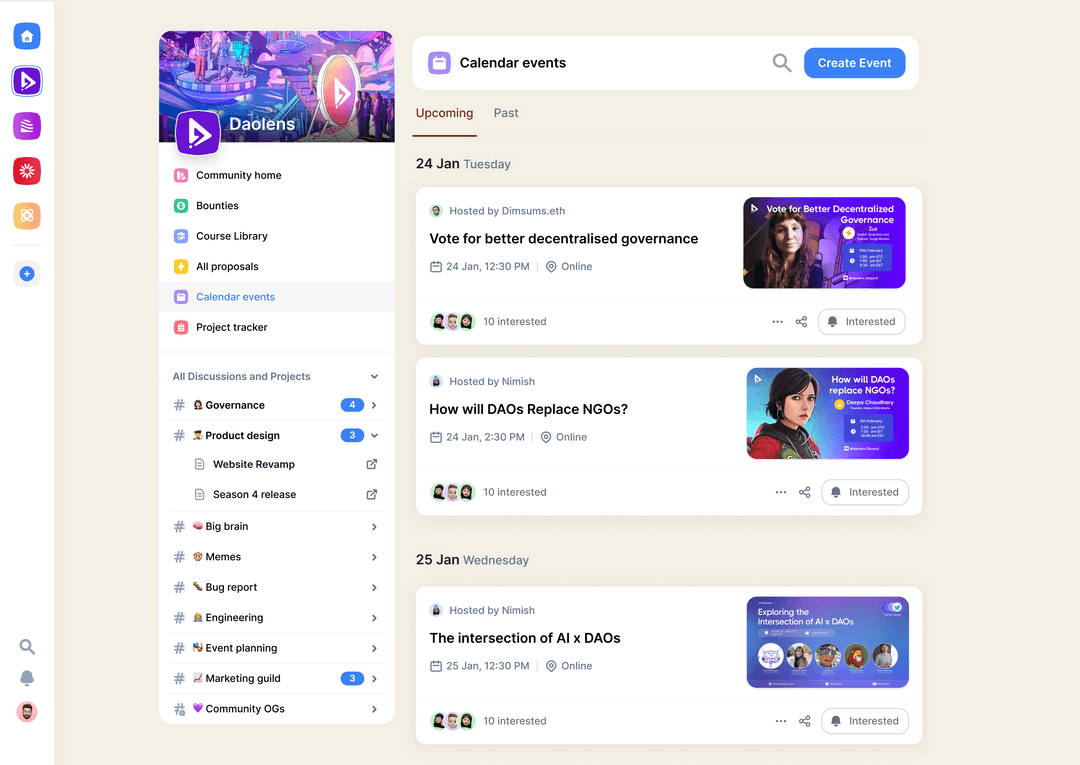 Daolens
Community home
Bounties
Course Library
All proposals
Calendar events
Project tracker
All Discussions and Projects
# Governance 4
# Product design 3
Website Revamp
Season 4 release
# Big brain
# Memes
# Bug report
# Engineering
# Event planning
# Marketing guild 3
# Community OGs
Calendar events
Create Event
Upcoming Past
24 Jan Tuesday
Hosted by Dimsums.eth
Vote for better decentralised governance
24 Jan, 12:30 PM Online
Vote for Better Decentralized
Governance
Zuz
10 interested
Interested
Hosted by Nimish
How will DAOs Replace NGOs?
24 Jan, 2:30 PM Online
How will DAOs
replace NGOs?
Deepa Choudhary
10 interested
Interested
25 Jan Wednesday
Hosted by Nimish
The intersection of AI x DAOs
25 Jan, 12:30 PM Online
Exploring the
Intersection of AI x DAOs
10 interested
Interested